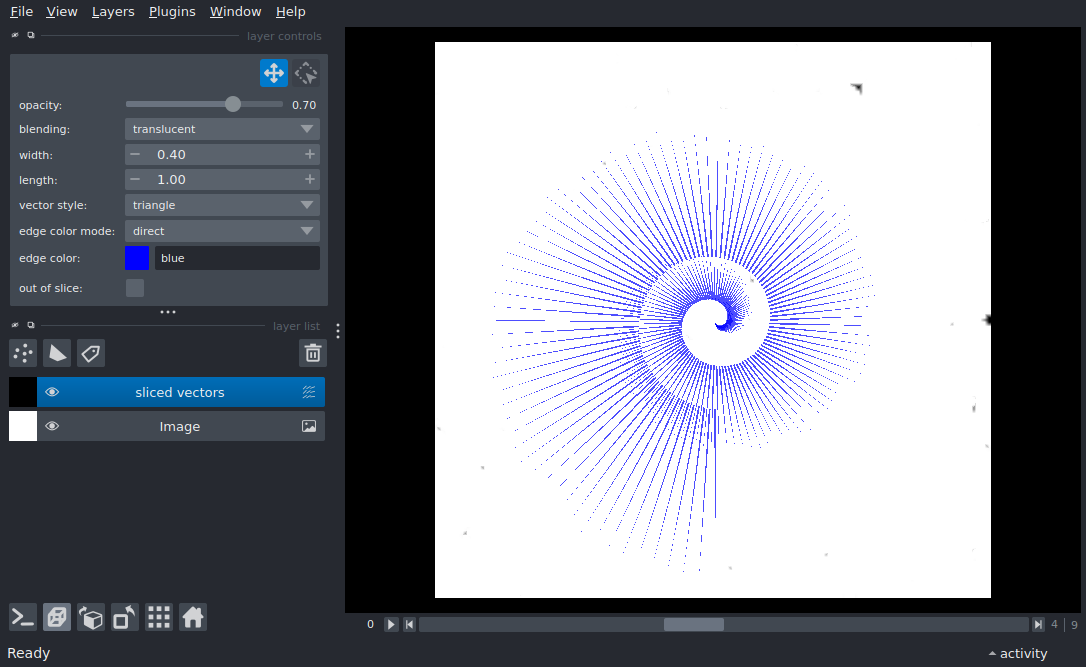 File View Layers Plugins Window Help
layer controls
opacity: 0.70
blending: translucent
width: − 0.40 +
length: − 1.00 +
vector style: triangle
edge color mode: direct
edge color: blue
out of slice:
layer list
sliced vectors
Image
0 4 | 9
Ready activity